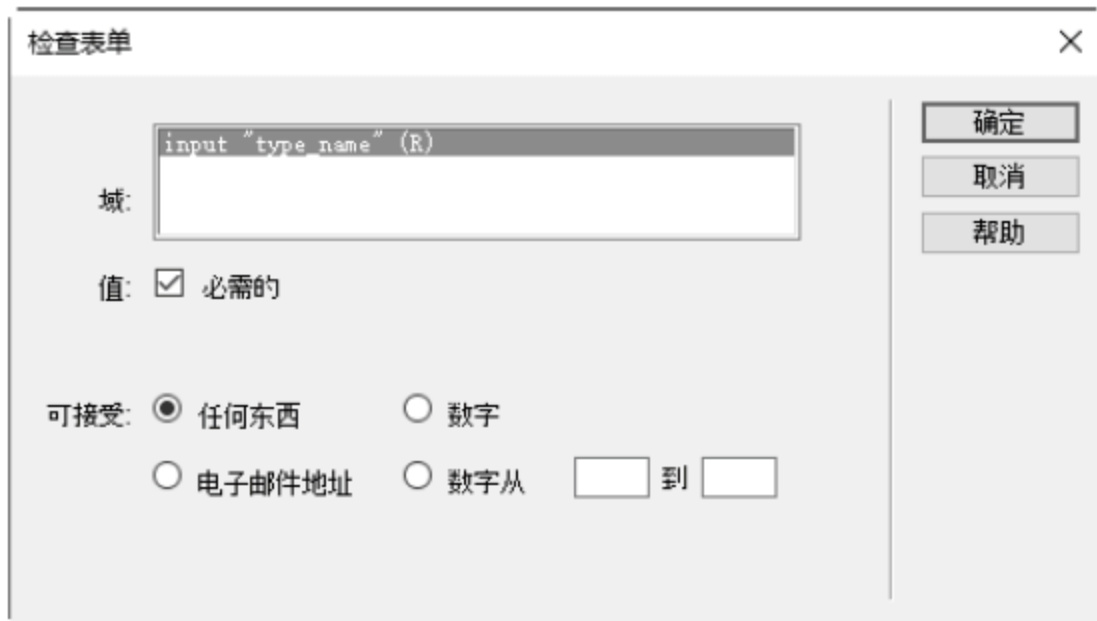 检查表单
确定
input "type_name" (R)
取消
域:
帮助
值: 必需的
可接受: 任何东西 数字
电子邮件地址 数字从 到